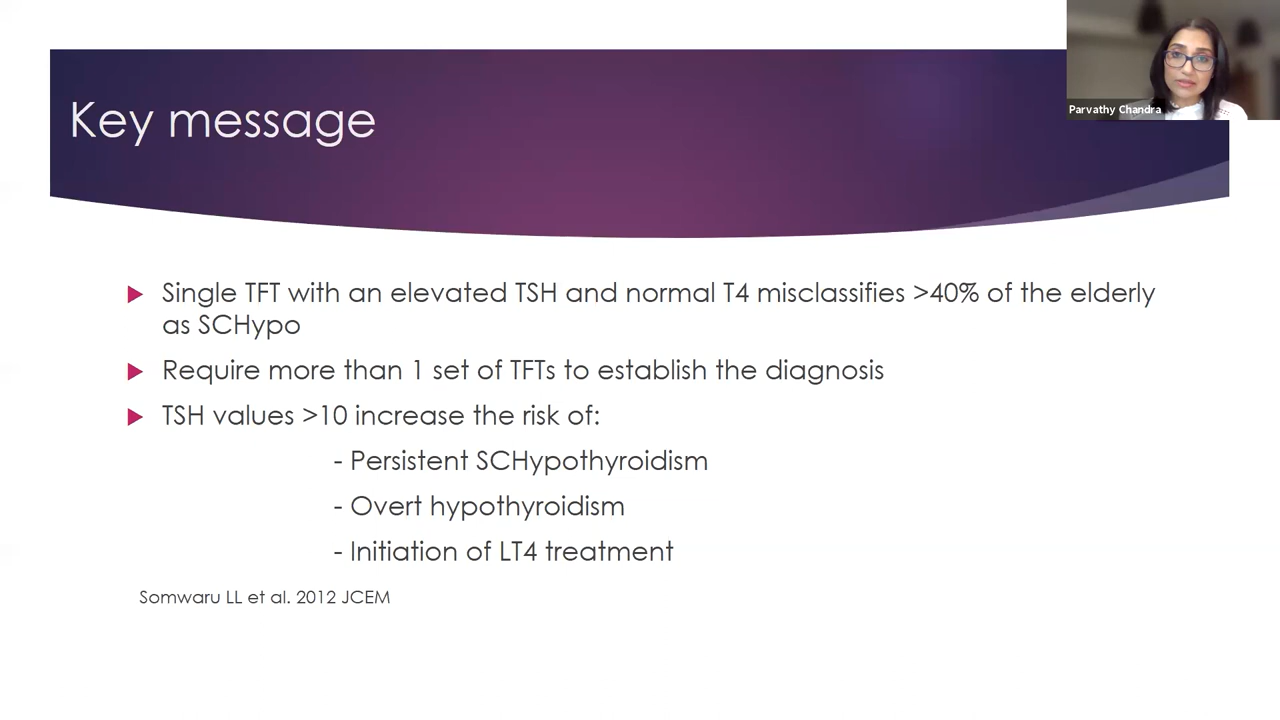 Parvathy Chandra
Key message
Single TFT with an elevated TSH and normal T4 misclassifies >40% of the elderly
as SCHypo
Require more than 1 set of TFTs to establish the diagnosis
TSH values >10 increase the risk of:
- Persistent SCHypothyroidism
- Overt hypothyroidism
- Initiation of LT4 treatment
Somwaru LL et al. 2012 JCEM